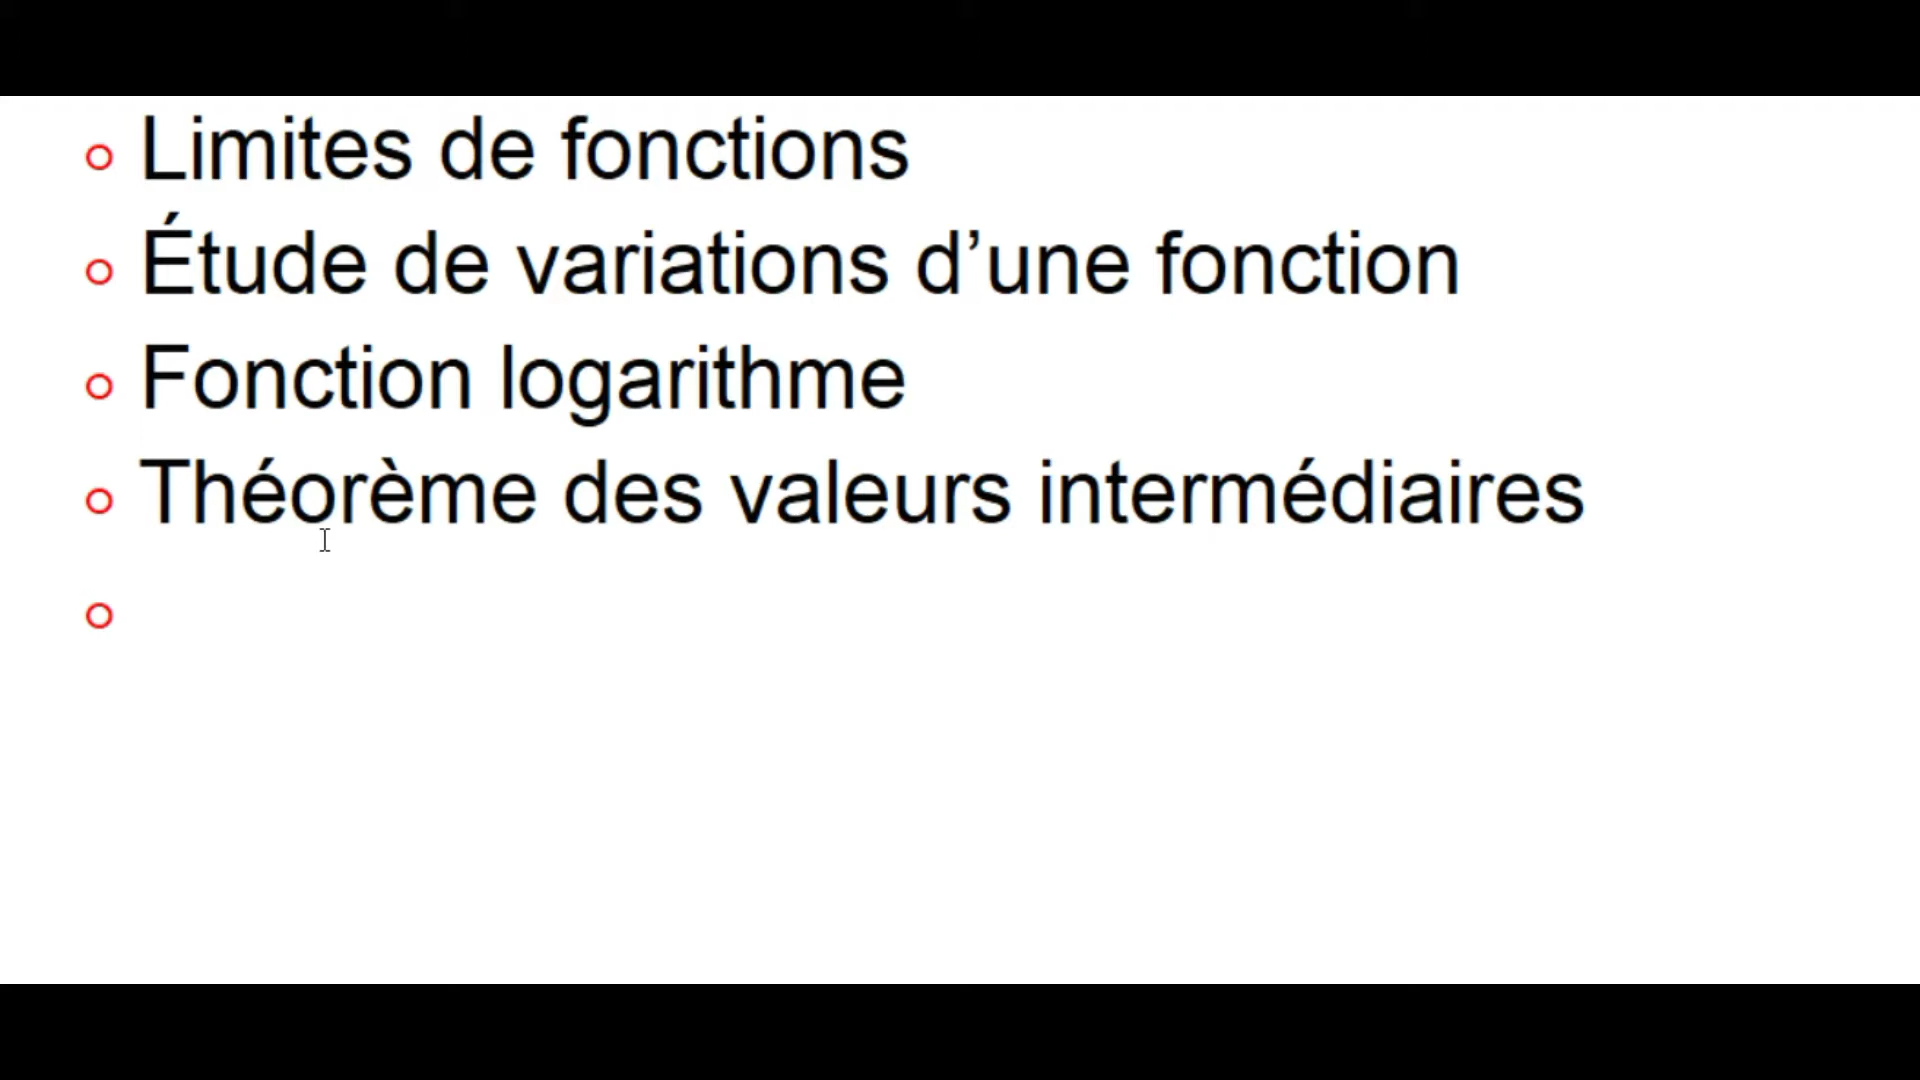 Limites de fonctions
Étude de variations d’une fonction
Fonction logarithme
Théorème des valeurs intermédiaires